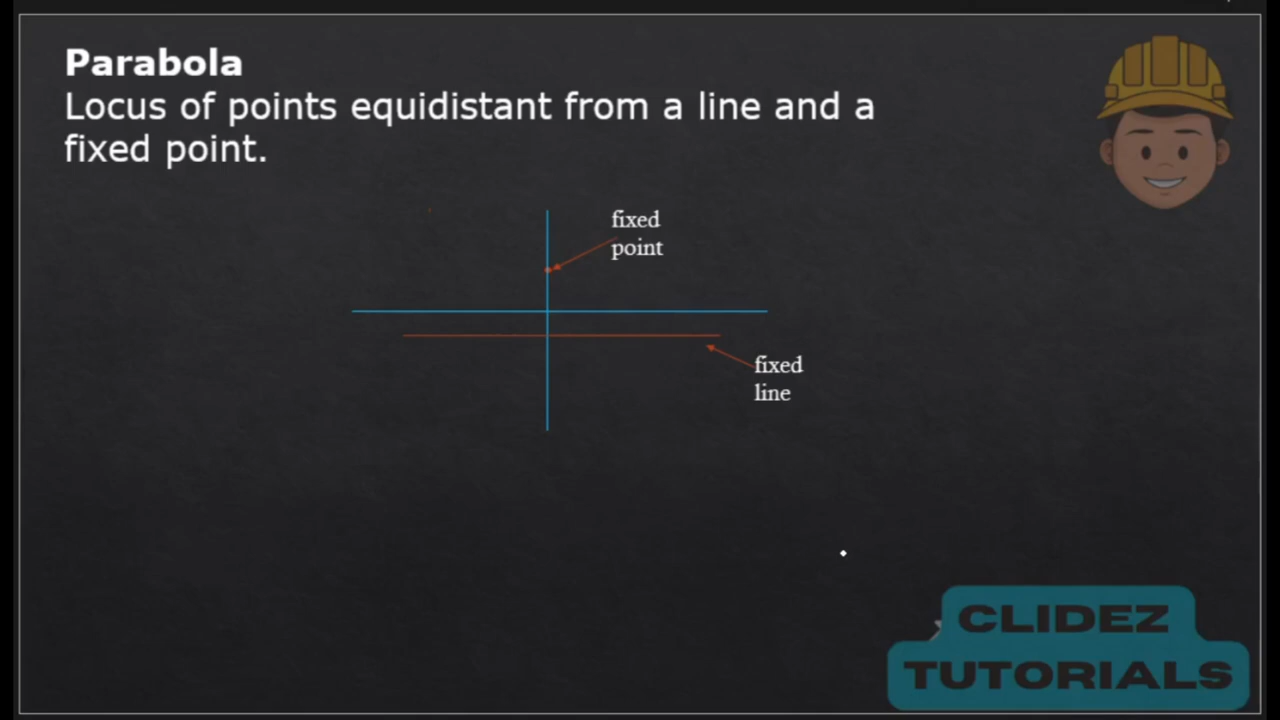 Parabola
Locus of points equidistant from a line and a
fixed point.
fixed
point
fixed
line
CLIDEZ
TUTORIALS